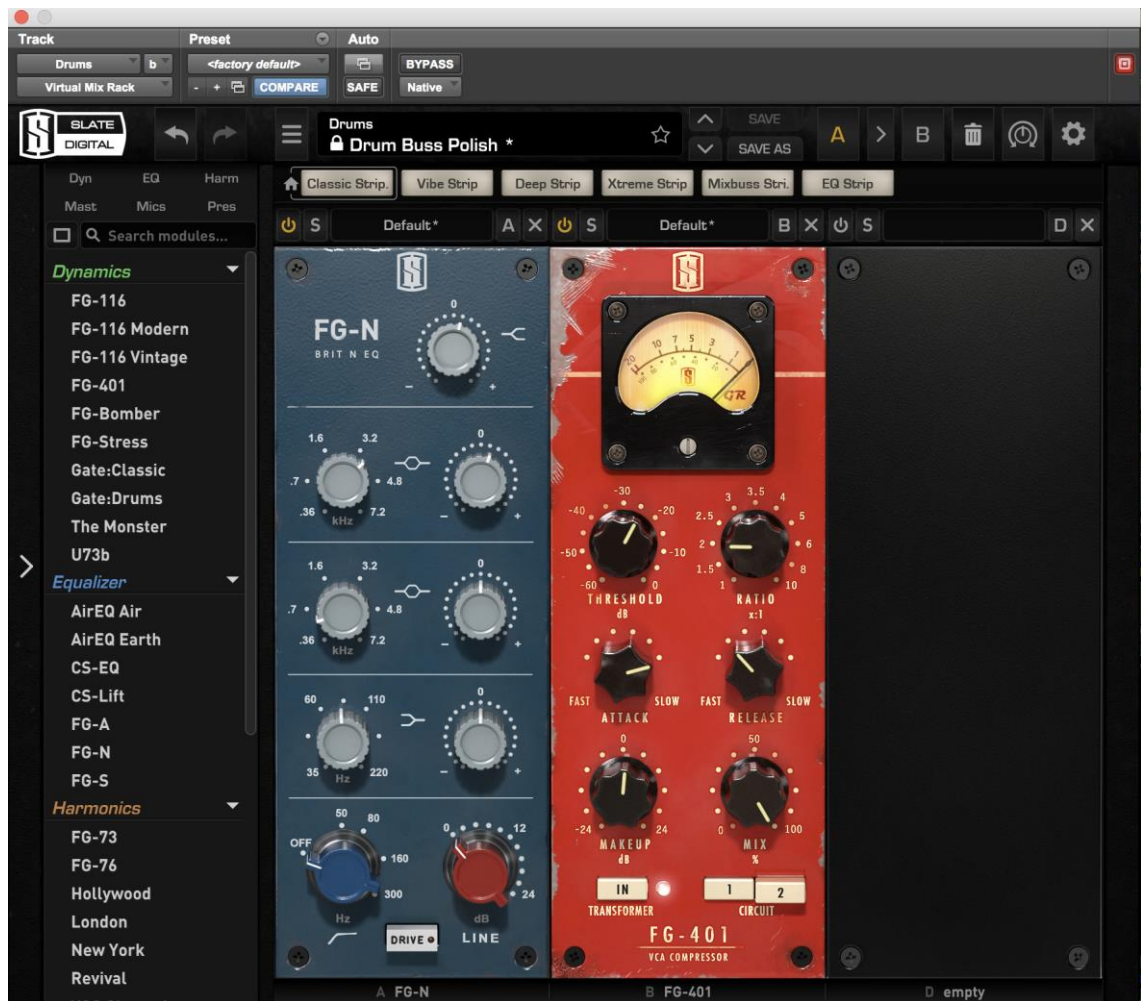 Track Preset Auto
Drums b <factory default> BYPASS
Virtual Mix Rack - + COMPARE SAFE Native
SLATE DIGITAL
Drums
Drum Buss Polish *
SAVE
SAVE AS
A > B
Dyn EQ Harm
Mast Mics Pres
Search modules...
Classic Strip. Vibe Strip Deep Strip Xtreme Strip Mixbuss Stri. EQ Strip
S Default* A X S Default* B X S D X
Dynamics
FG-116
FG-116 Modern
FG-116 Vintage
FG-401
FG-Bomber
FG-Stress
Gate:Classic
Gate:Drums
The Monster
U73b
Equalizer
AirEQ Air
AirEQ Earth
CS-EQ
CS-Lift
FG-A
FG-N
FG-S
Harmonics
FG-73
FG-76
Hollywood
London
New York
Revival
FG-N
BRIT N EQ
0
- +
1.6 3.2
.7 4.8
.36 7.2
kHz
0
- +
1.6 3.2
.7 4.8
.36 7.2
kHz
0
- +
60 110
35 220
Hz
0
- +
50 80
OFF 160
300
Hz
0 12
24
dB
DRIVE LINE
20 10 7 5 3 1
GR
-30
-40 -20
-50 -10
-60 0
THRESHOLD
dB
3 3.5 4
2.5 5
2 6
1.5 8
1 10
RATIO
x:1
FAST SLOW
ATTACK
FAST SLOW
RELEASE
0
-24 24
MAKEUP
dB
50
0 100
MIX
%
IN
TRANSFORMER
1 2
CIRCUIT
FG-401
VCA COMPRESSOR
A FG-N B FG-401 D empty